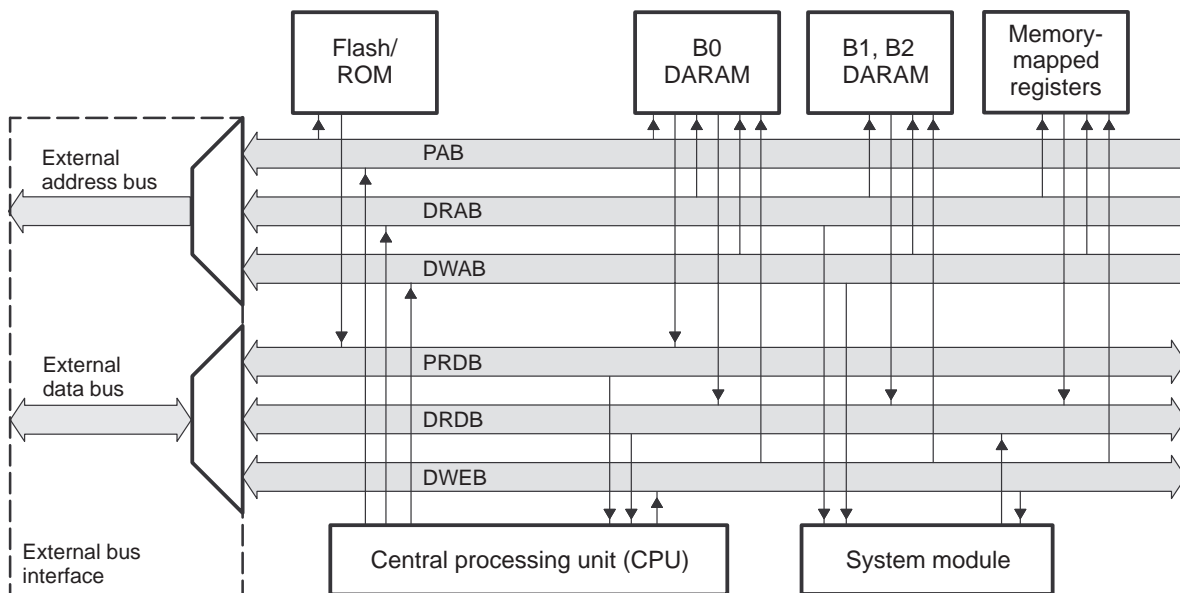 Flash/
ROM
B0
DARAM
B1, B2
DARAM
Memory-
mapped
registers
External
address bus
PAB
DRAB
DWAB
External
data bus
PRDB
DRDB
DWEB
External bus
interface
Central processing unit (CPU)
System module